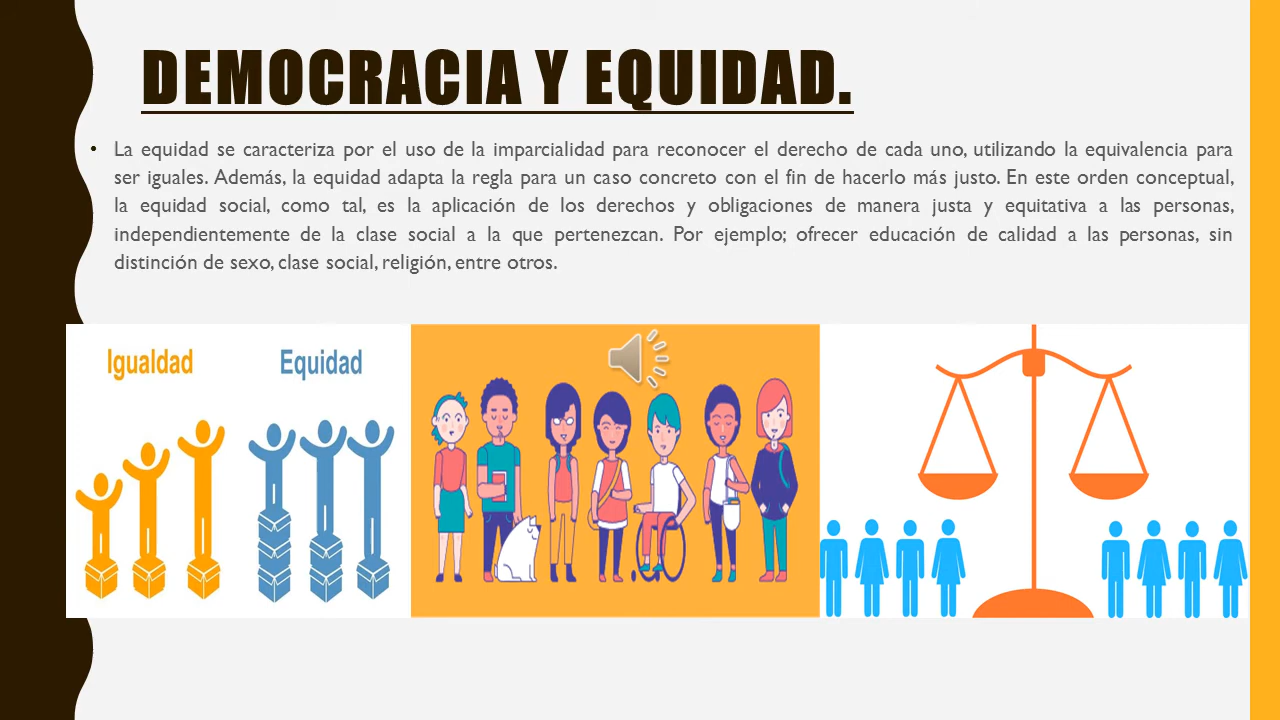 DEMOCRACIA Y EQUIDAD.
• La equidad se caracteriza por el uso de la imparcialidad para reconocer el derecho de cada uno, utilizando la equivalencia para
ser iguales. Además, la equidad adapta la regla para un caso concreto con el fin de hacerlo más justo. En este orden conceptual,
la equidad social, como tal, es la aplicación de los derechos y obligaciones de manera justa y equitativa a las personas,
independientemente de la clase social a la que pertenezcan. Por ejemplo; ofrecer educación de calidad a las personas, sin
distinción de sexo, clase social, religión, entre otros.
Igualdad
Equidad